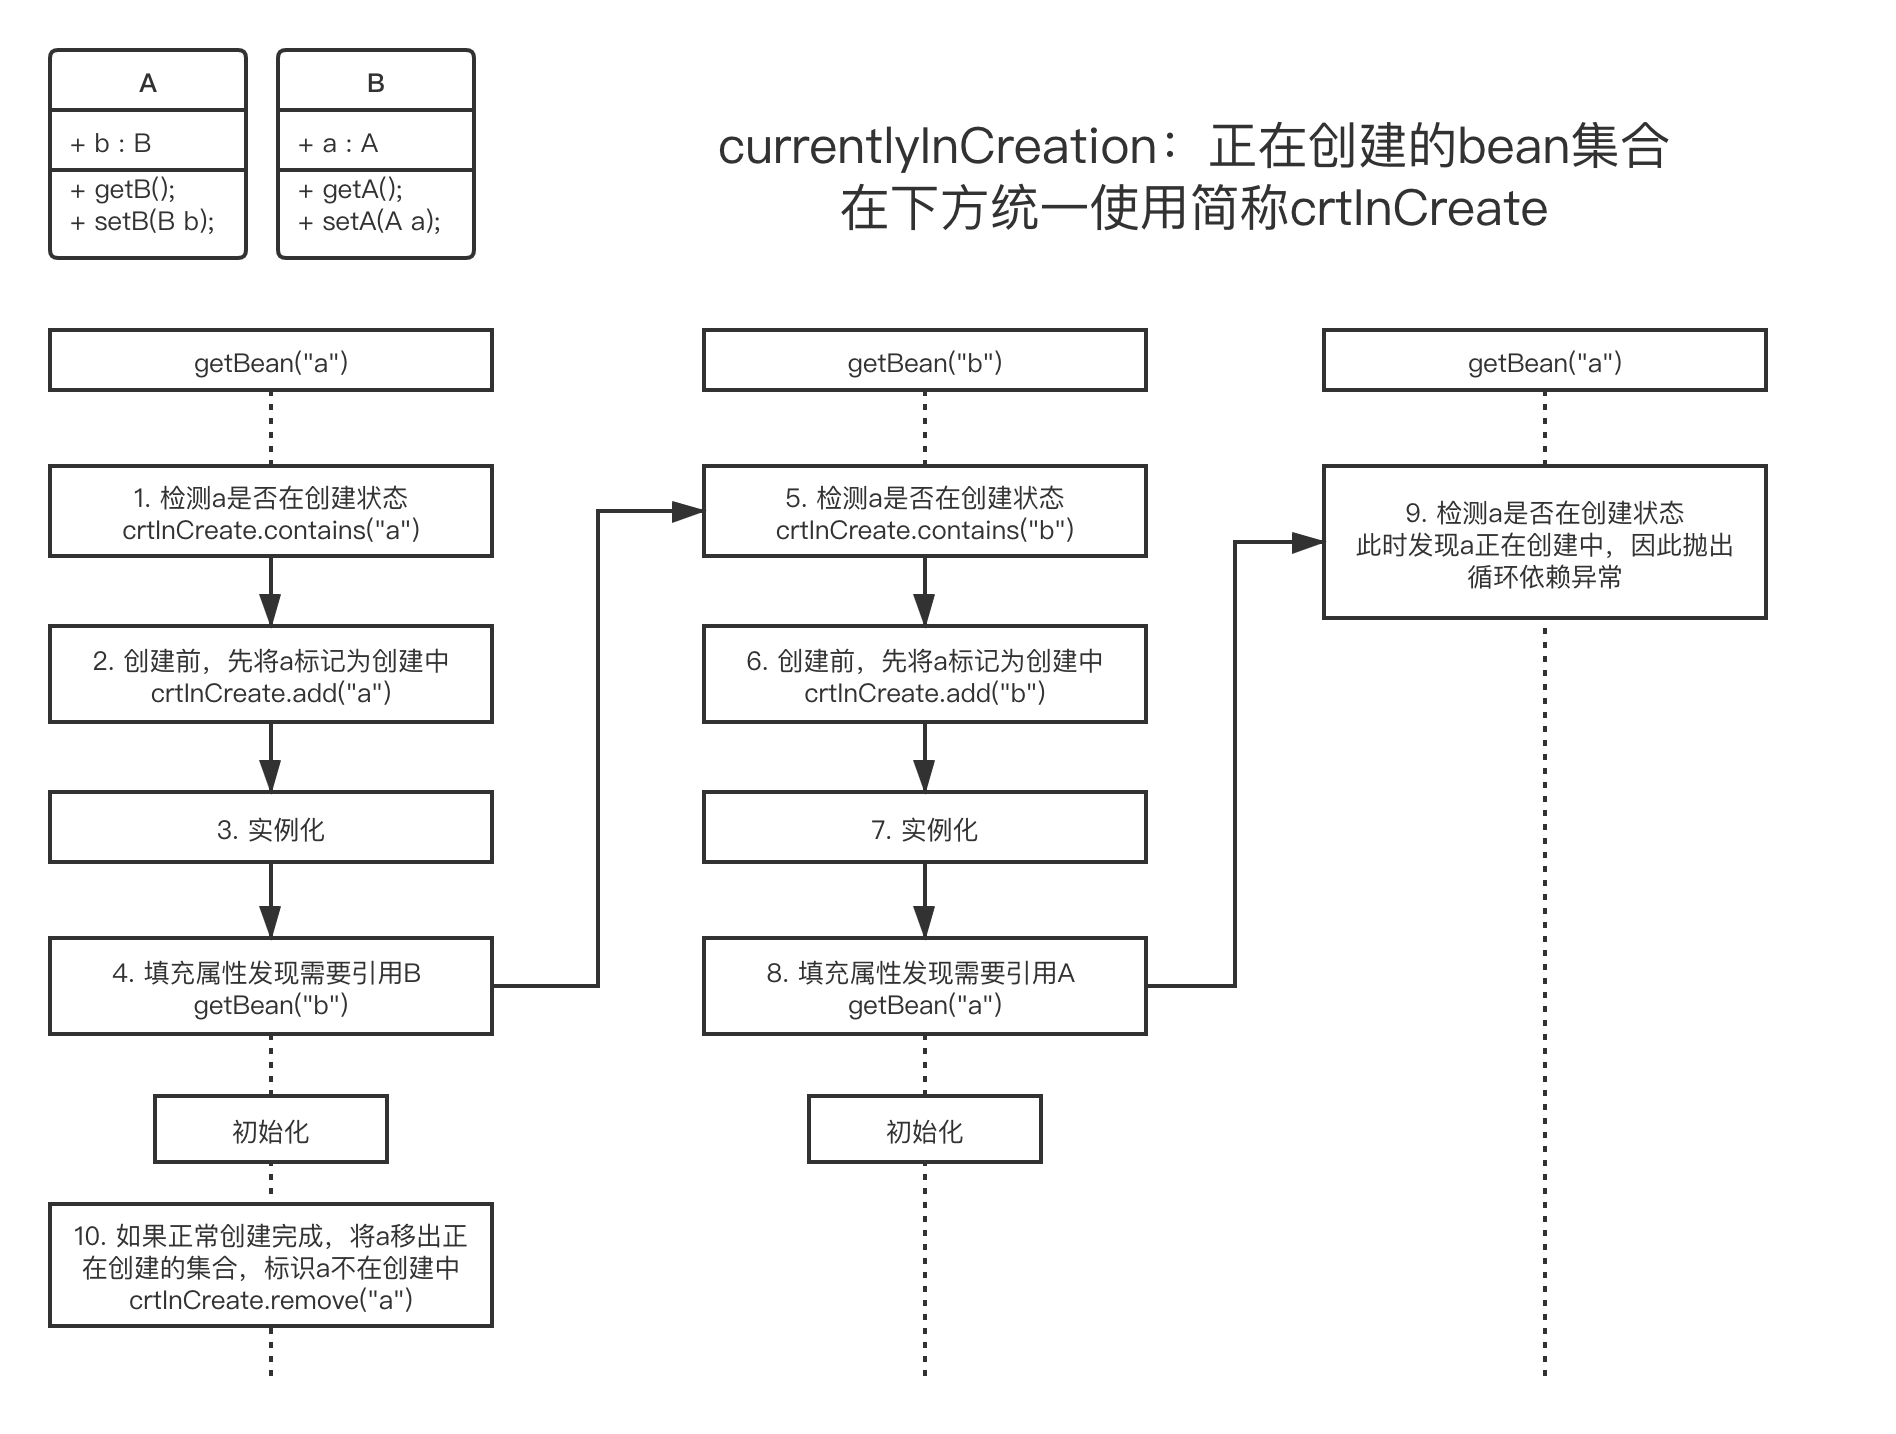 A
+ b : B
+ getB();
+ setB(B b);
B
+ a : A
+ getA();
+ setA(A a);
currentlyInCreation：正在创建的bean集合
在下方统一使用简称crtInCreate
getBean("a")
1. 检测a是否在创建状态
crtInCreate.contains("a")
2. 创建前，先将a标记为创建中
crtInCreate.add("a")
3. 实例化
4. 填充属性发现需要引用B
getBean("b")
初始化
10. 如果正常创建完成，将a移出正
在创建的集合，标识a不在创建中
crtInCreate.remove("a")
getBean("b")
5. 检测a是否在创建状态
crtInCreate.contains("b")
6. 创建前，先将a标记为创建中
crtInCreate.add("b")
7. 实例化
8. 填充属性发现需要引用A
getBean("a")
初始化
getBean("a")
9. 检测a是否在创建状态
此时发现a正在创建中，因此抛出
循环依赖异常